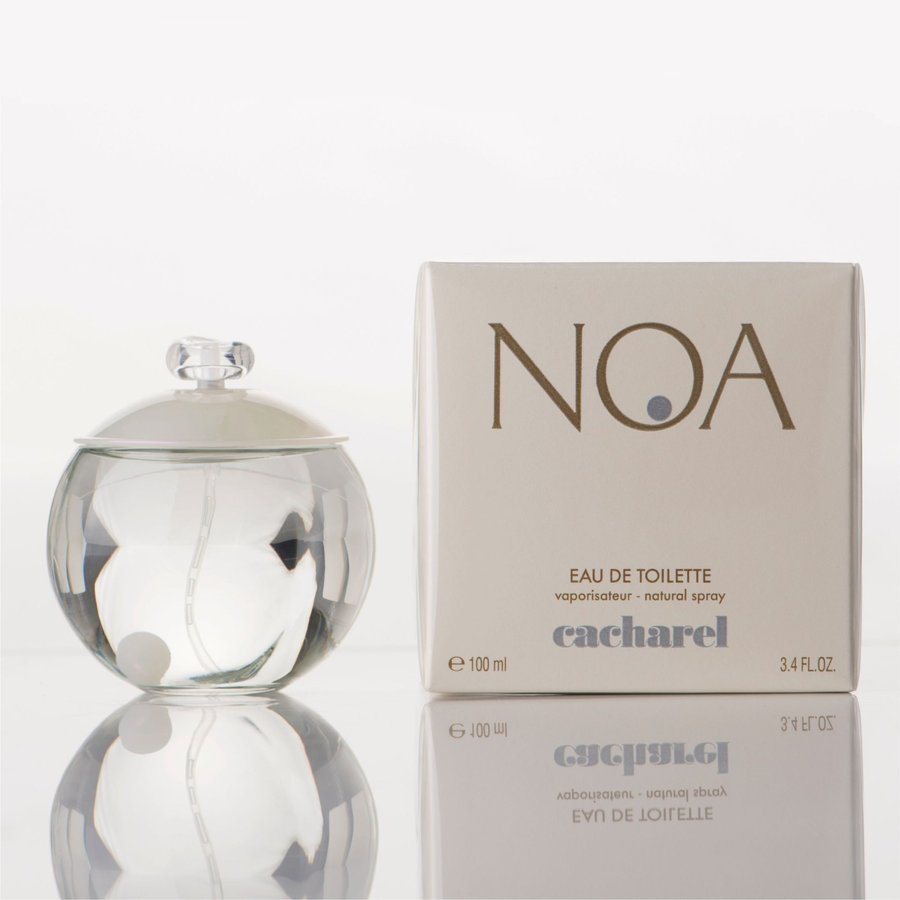 NOA
EAU DE TOILETTE
vaporisateur - natural spray
cacharel
℮ 100 ml 3.4 FL.OZ.